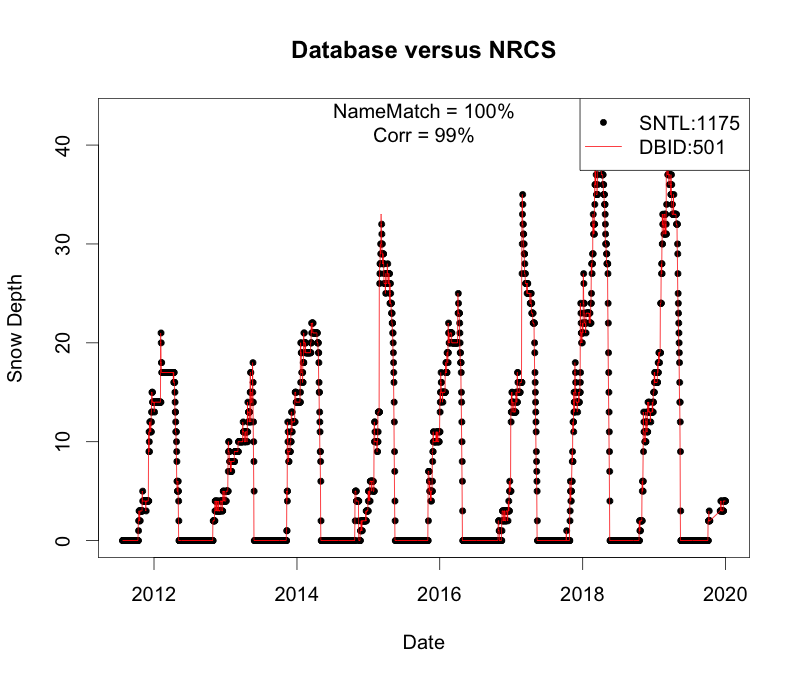 Database versus NRCS
NameMatch = 100%
Corr = 99%
SNTL:1175
DBID:501
Snow Depth
40
30
20
10
0
2012 2014 2016 2018 2020
Date